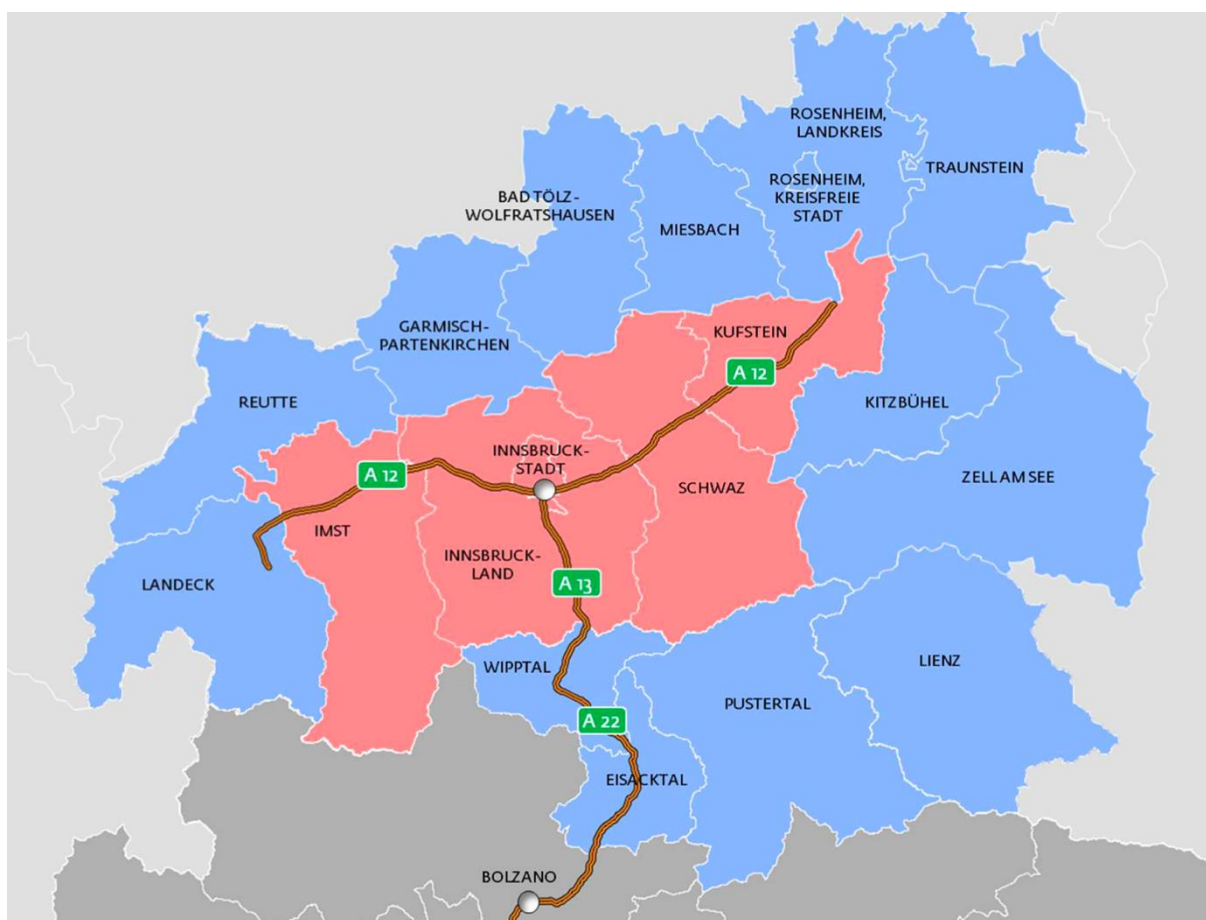 ROSENHEIM,
LANDKREIS
TRAUNSTEIN
ROSENHEIM,
KREISFREIE
STADT
BAD TÖLZ-
WOLFRATSHAUSEN
MIESBACH
GARMISCH-
PARTENKIRCHEN
KUFSTEIN
A 12
REUTTE
KITZBÜHEL
INNSBRUCK-
STADT
A 12
ZELL AM SEE
SCHWAZ
IMST
INNSBRUCK-
LAND
A 13
LANDECK
WIPPTAL
LIENZ
PUSTERTAL
A 22
EISACKTAL
BOLZANO